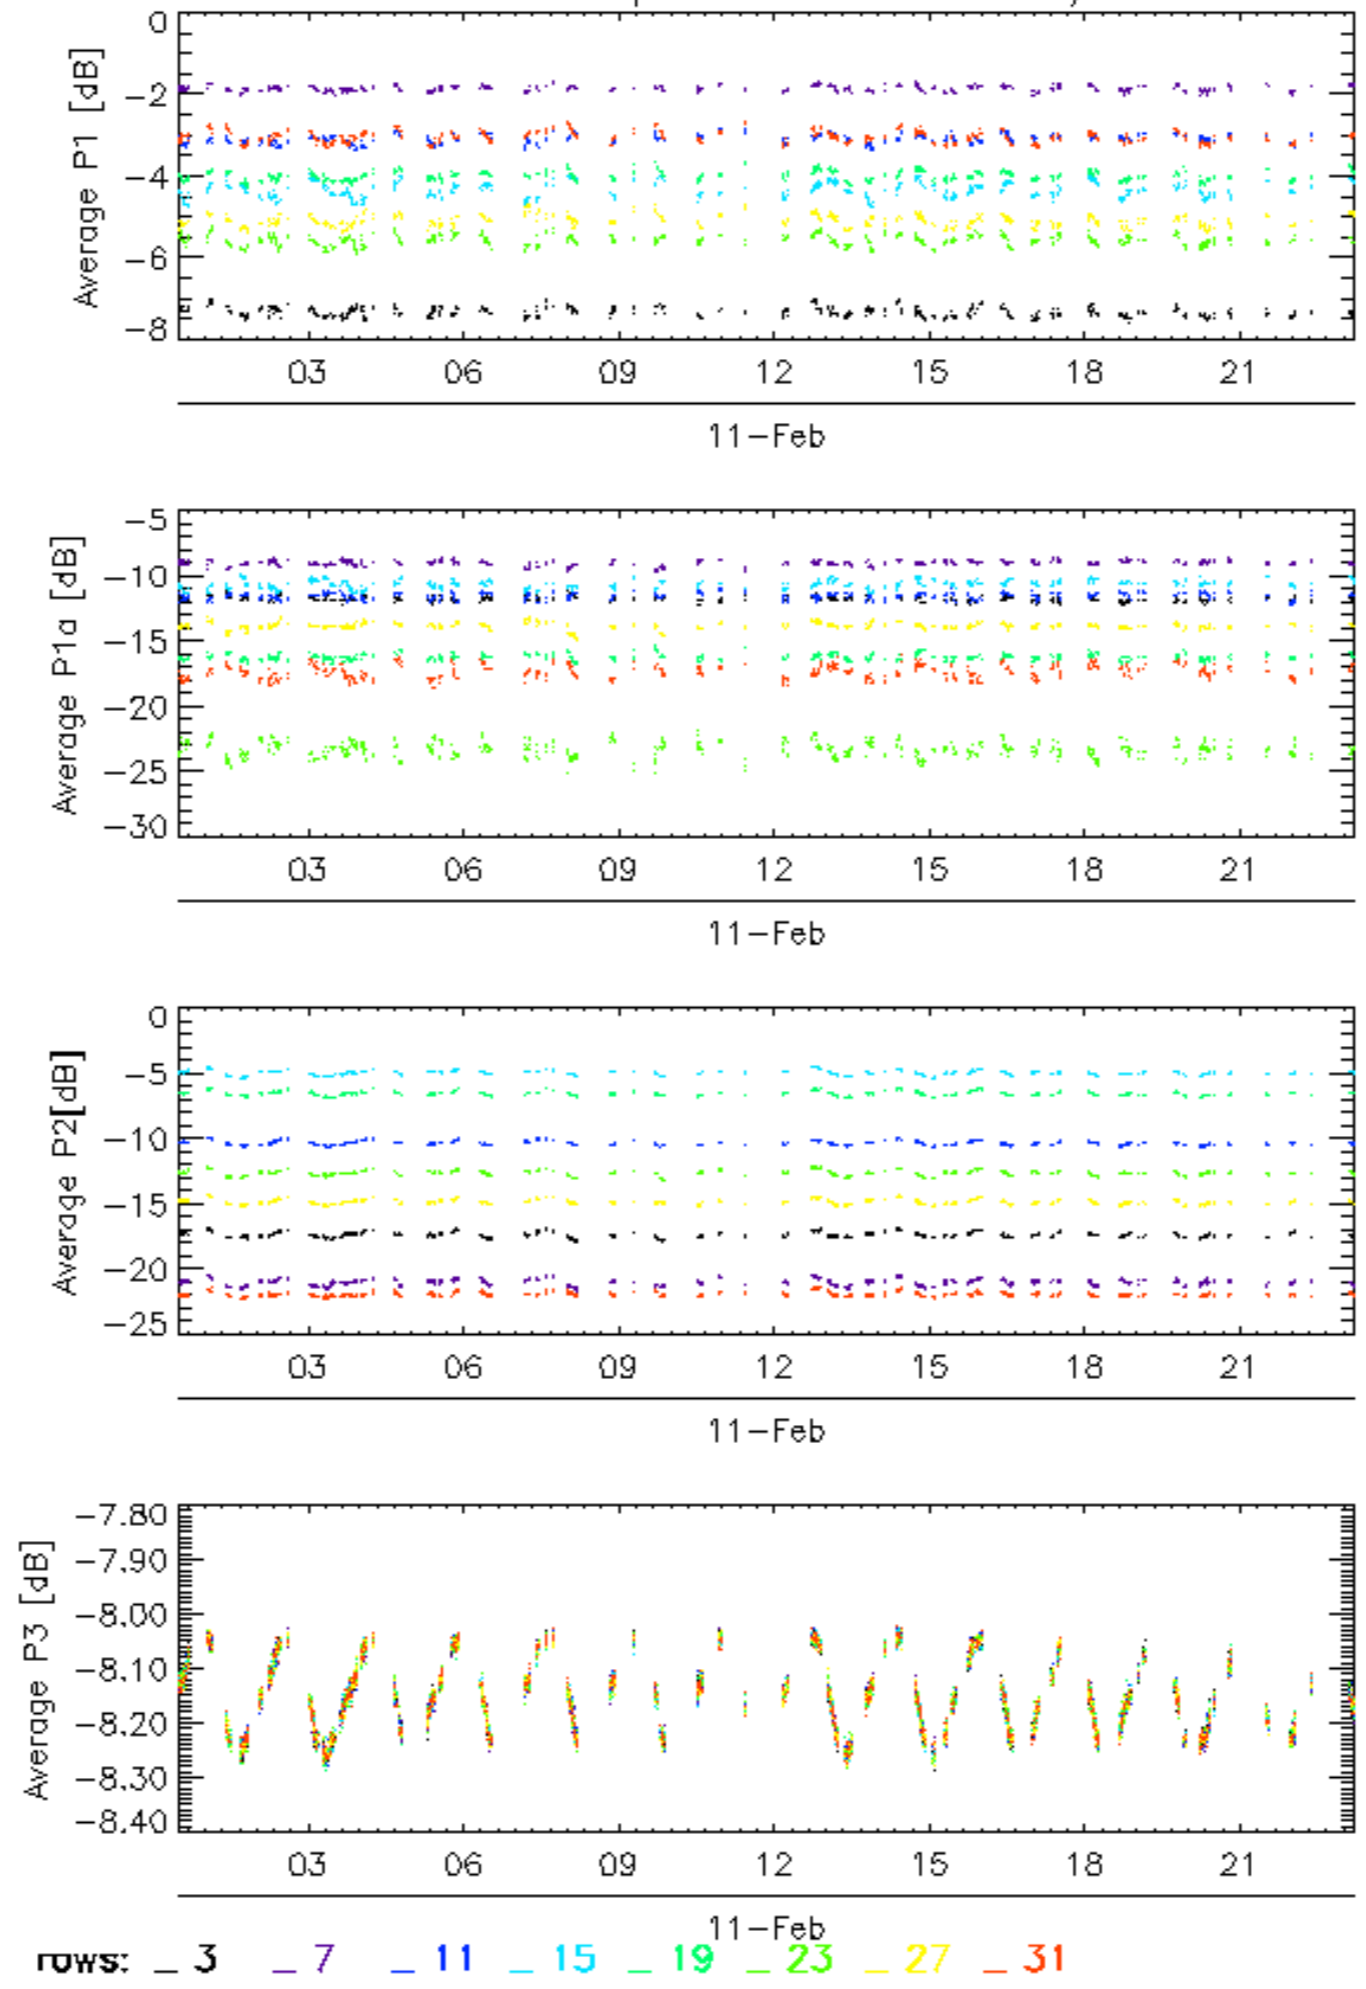 0
−2
−4
−6
−8
Average P1 [dB]
03 06 09 12 15 18 21
11−Feb
−5
−10
−15
−20
−25
−30
Average P1a [dB]
03 06 09 12 15 18 21
11−Feb
0
−5
−10
−15
−20
−25
Average P2[dB]
03 06 09 12 15 18 21
11−Feb
−7.80
−7.90
−8.00
−8.10
−8.20
−8.30
−8.40
Average P3 [dB]
03 06 09 12 15 18 21
11−Feb
rows: _ 3 _ 7 _ 11 _ 15 _ 19 _ 23 _ 27 _ 31